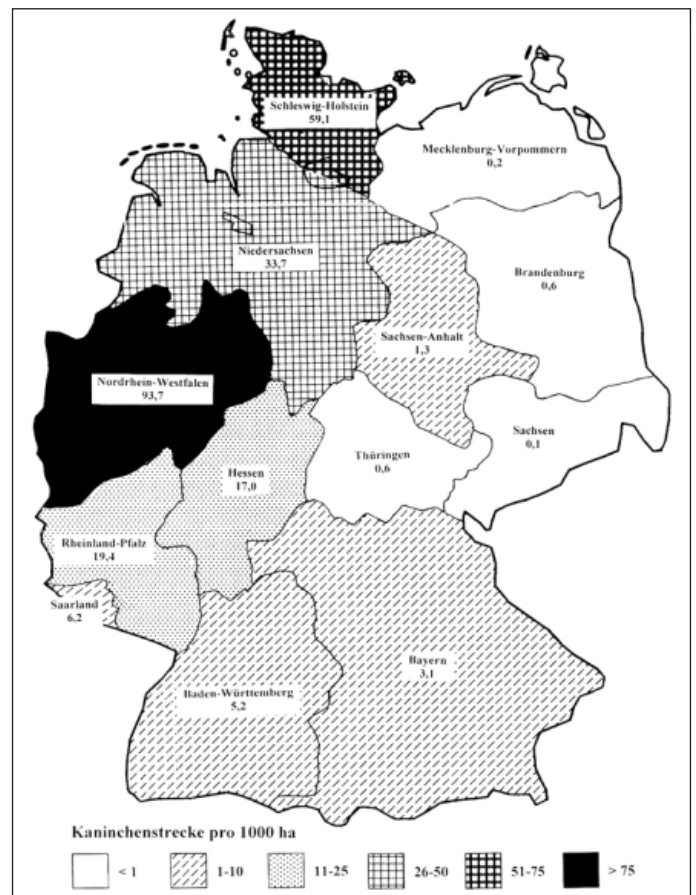 Schleswig-Holstein
59,1
Mecklenburg-Vorpommern
0,2
Niedersachsen
33,7
Brandenburg
0,6
Sachsen-Anhalt
1,3
Nordrhein-Westfalen
93,7
Sachsen
0,1
Thüringen
0,6
Hessen
17,0
Rheinland-Pfalz
19,4
Saarland
6,2
Bayern
3,1
Baden-Württemberg
5,2
Kaninchenstrecke pro 1000 ha
< 1 1-10 11-25 26-50 51-75 > 75